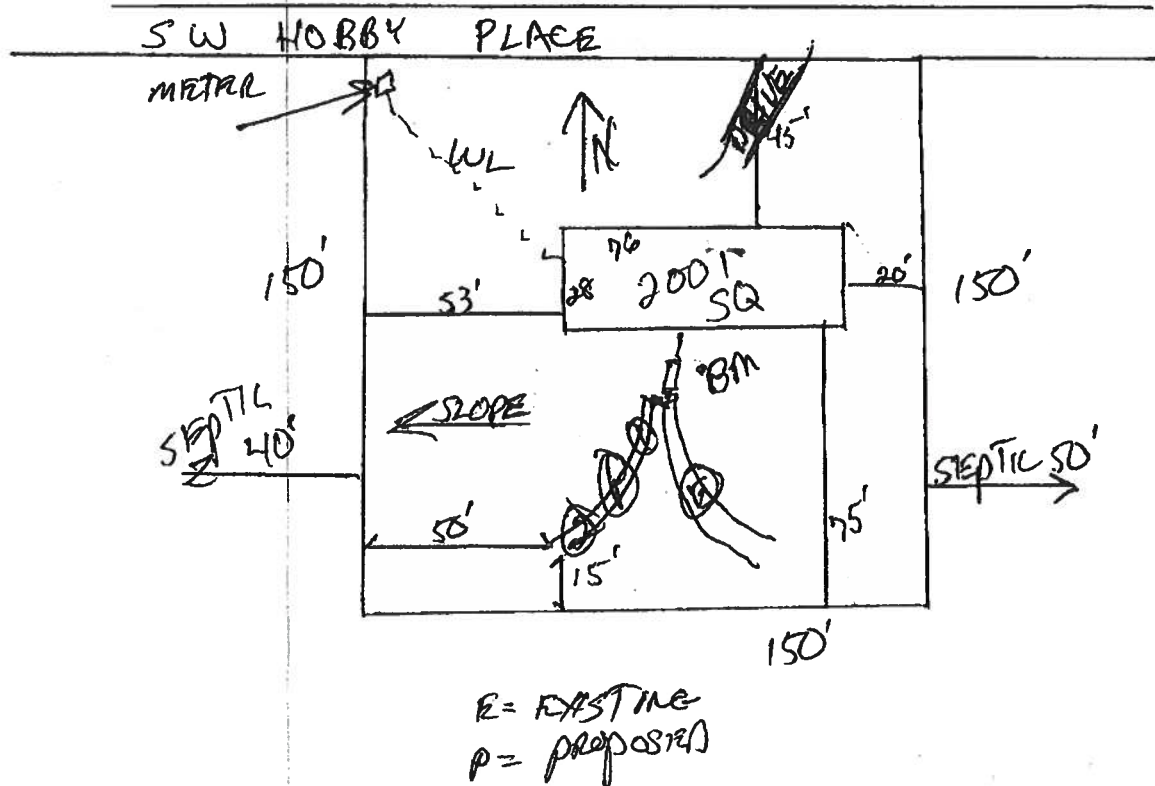 SW HOBBY PLACE
METER
WL
N
DRIVE
45'
150'
76
28
200T
SQ
20'
150'
53'
BM
SLOPE
SEPTIC
40'
SEPTIC 50'
50'
75'
15'
150'
E = EXISTING
P = PROPOSED